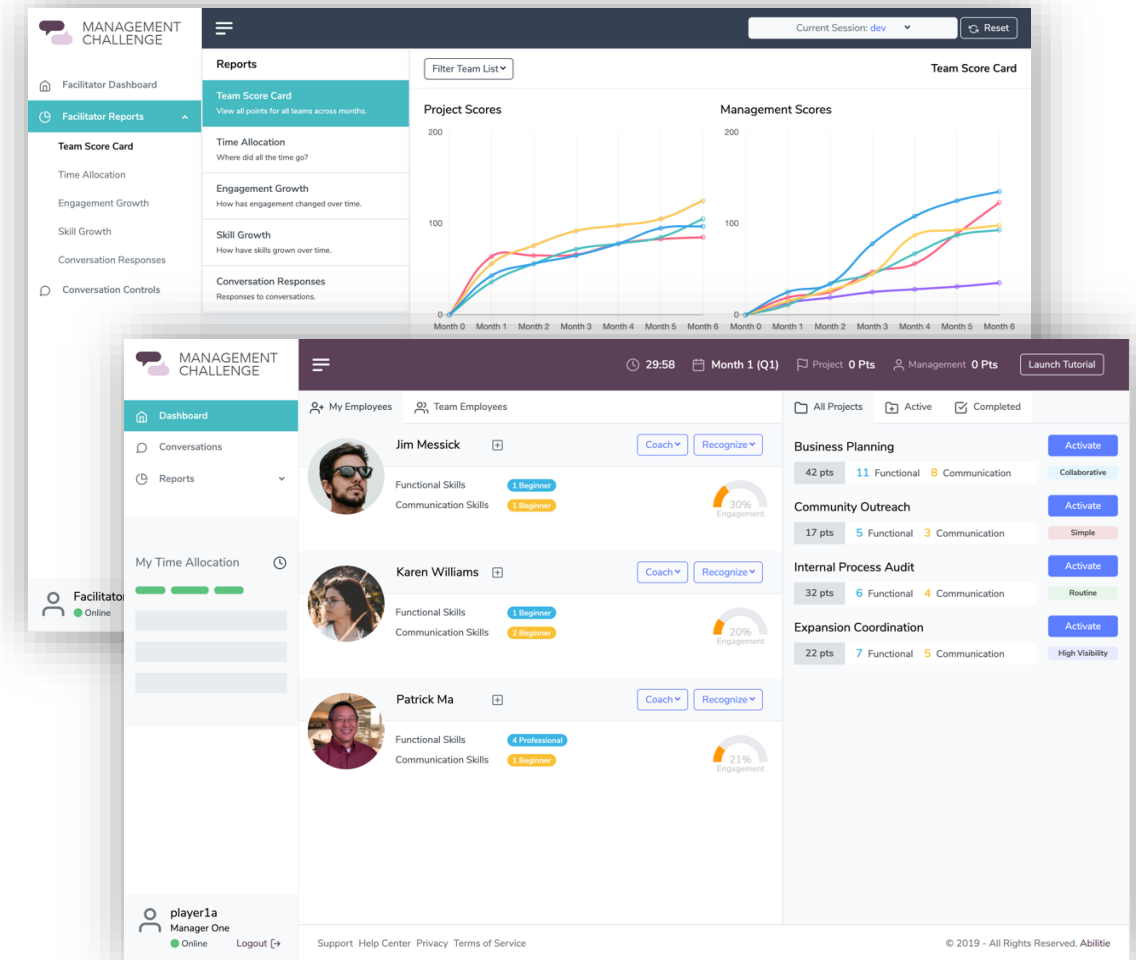 MANAGEMENT
CHALLENGE
Current Session: dev
Reset
Facilitator Dashboard
Facilitator Reports
Team Score Card
Time Allocation
Engagement Growth
Skill Growth
Conversation Responses
Conversation Controls
Facilitator
Online
Reports
Team Score Card
View all points for all teams across months.
Time Allocation
Where did all the time go?
Engagement Growth
How has engagement changed over time.
Skill Growth
How have skills grown over time.
Conversation Responses
Responses to conversations.
Filter Team List
Team Score Card
Project Scores
200
100
0
Month 0 Month 1 Month 2 Month 3 Month 4 Month 5 Month 6
Management Scores
200
100
0
Month 0 Month 1 Month 2 Month 3 Month 4 Month 5 Month 6
MANAGEMENT
CHALLENGE
29:58 Month 1 (Q1) Project 0 Pts Management 0 Pts Launch Tutorial
Dashboard
Conversations
Reports
My Time Allocation
player1a
Manager One
Online Logout
My Employees Team Employees
Jim Messick Coach Recognize
Functional Skills 1 Beginner
Communication Skills 1 Beginner
30%
Engagement
Karen Williams Coach Recognize
Functional Skills 1 Beginner
Communication Skills 2 Beginner
20%
Engagement
Patrick Ma Coach Recognize
Functional Skills 4 Professional
Communication Skills 1 Beginner
21%
Engagement
All Projects Active Completed
Business Planning Activate
42 pts 11 Functional 8 Communication Collaborative
Community Outreach Activate
17 pts 5 Functional 3 Communication Simple
Internal Process Audit Activate
32 pts 6 Functional 4 Communication Routine
Expansion Coordination Activate
22 pts 7 Functional 5 Communication High Visibility
Support Help Center Privacy Terms of Service
© 2019 - All Rights Reserved. Abilitie